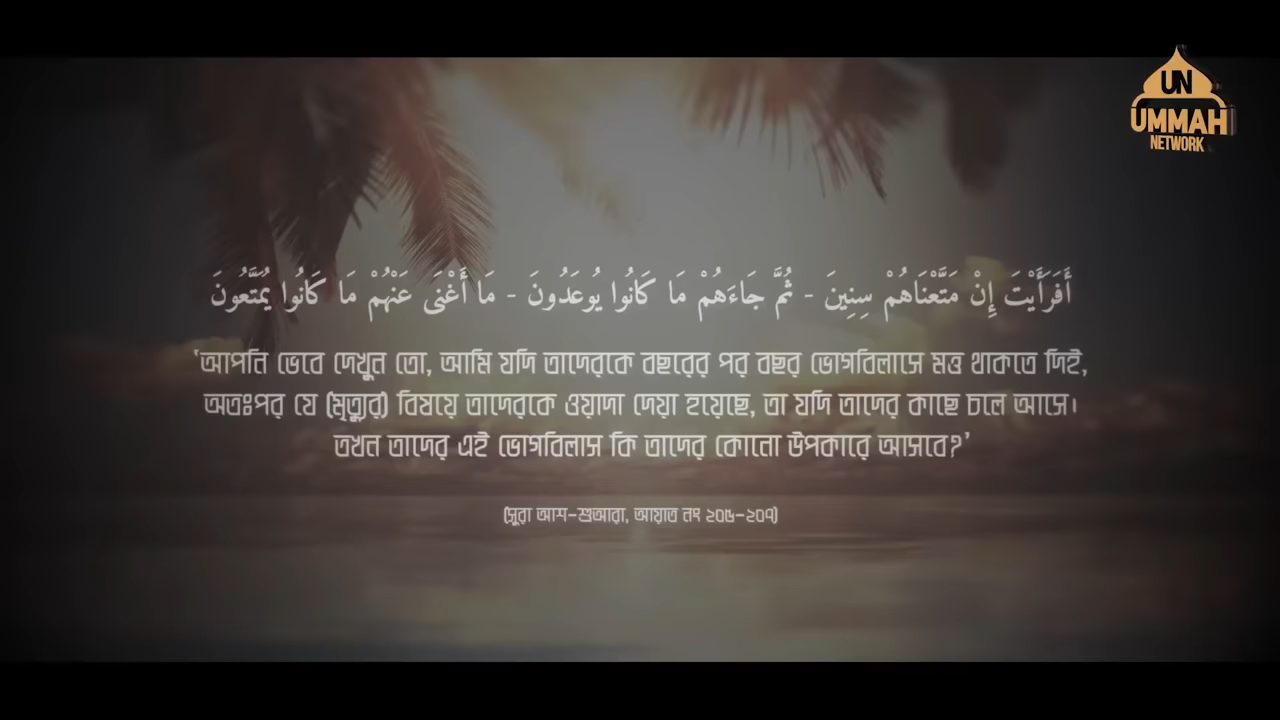 UN
UMMAH
NETWORK
أَفَرَأَيْتَ إِنْ مَتَّعْنَاهُمْ سِنِينَ - ثُمَّ جَاءَهُمْ مَا كَانُوا يُوعَدُونَ - مَا أَغْنَى عَنْهُمْ مَا كَانُوا يُمَتَّعُونَ
‘আপনি ভেবে দেখুন তো, আমি যদি তাদেরকে বছরের পর বছর ভোগবিলাসে মত্ত থাকতে দিই,
অতঃপর যে (মৃত্যুর) বিষয়ে তাদেরকে ওয়াদা দেয়া হয়েছে, তা যদি তাদের কাছে চলে আসে।
তখন তাদের এই ভোগবিলাস কি তাদের কোনো উপকারে আসবে?’
(সুরা আশ-শুআরা, আয়াত নং ২০৫-২০৭)